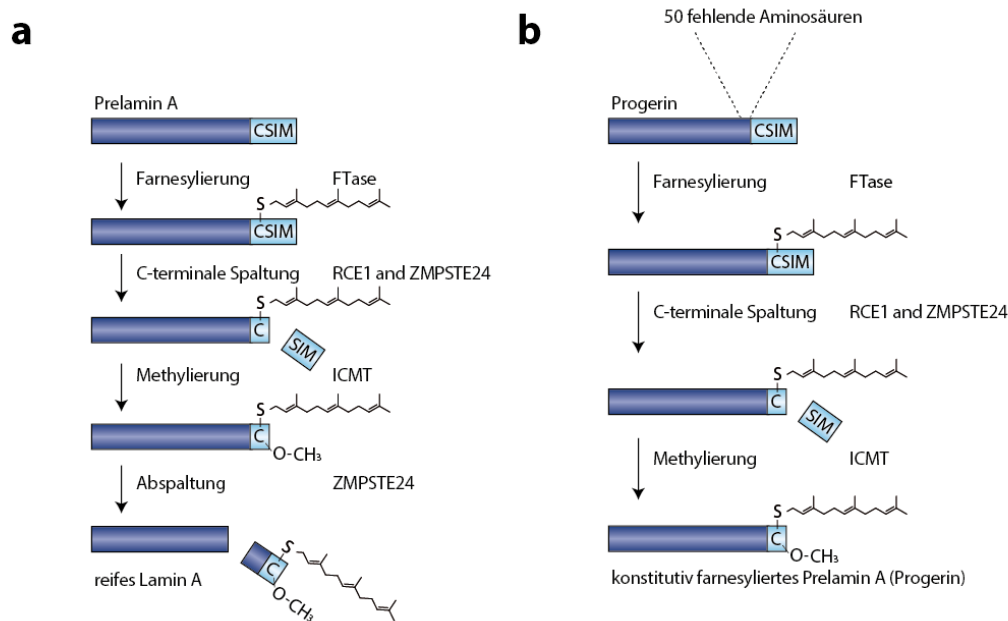 a
Prelamin A
CSIM
Farnesylierung FTase
S
CSIM
C-terminale Spaltung RCE1 and ZMPSTE24
S
C
SIM
Methylierung ICMT
S
C
O-CH₃
Abspaltung ZMPSTE24
S
C
O-CH₃
reifes Lamin A
b
50 fehlende Aminosäuren
Progerin
CSIM
Farnesylierung FTase
S
CSIM
C-terminale Spaltung RCE1 and ZMPSTE24
S
C
SIM
Methylierung ICMT
S
C
O-CH₃
konstitutiv farnesyliertes Prelamin A (Progerin)